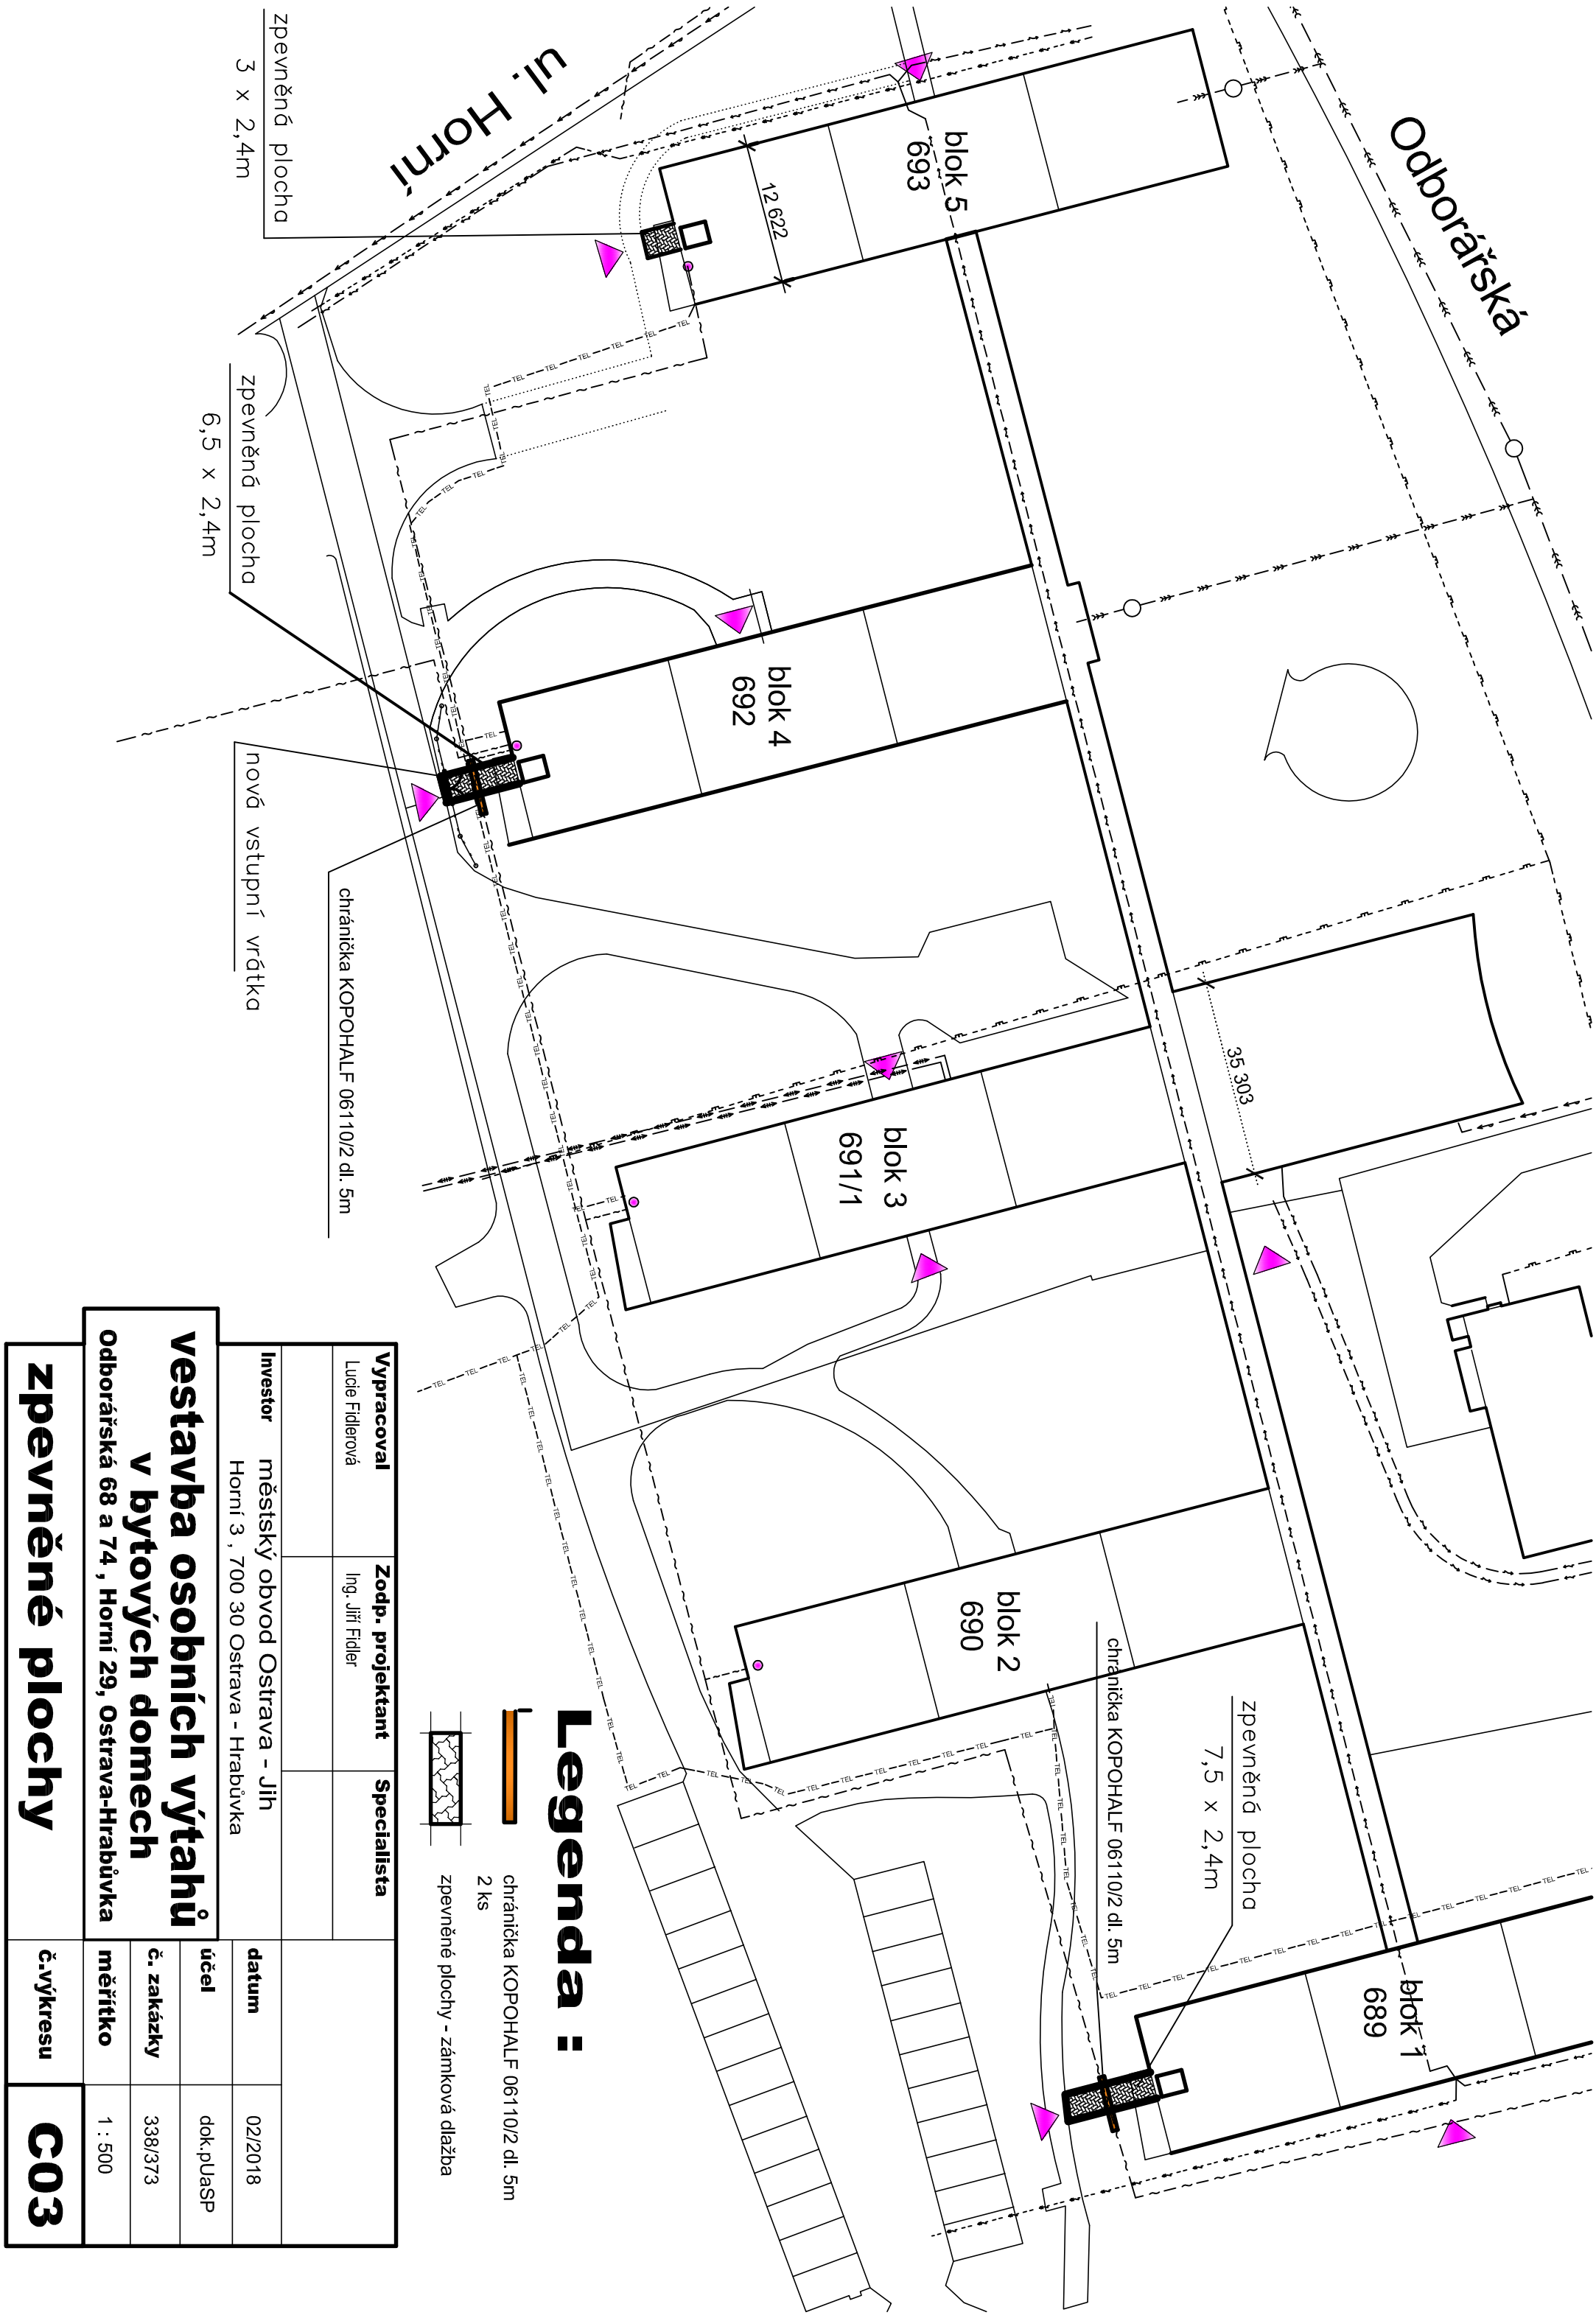 Odborářská
ul. Horní
zpevněná plocha
3 x 2,4m
blok 5
693
12 622
zpevněná plocha
6,5 x 2,4m
blok 4
692
nová vstupní vrátka
chránička KOPOHALF 06110/2 dl. 5m
35 303
blok 3
691/1
blok 2
690
chránička KOPOHALF 06110/2 dl. 5m
zpevněná plocha
7,5 x 2,4m
blok 1
689
TEL
Legenda :
chránička KOPOHALF 06110/2 dl. 5m
2 ks
zpevněné plochy - zámková dlažba
Vypracoval
Zodp. projektant
Specialista
Lucie Fidlerová
Ing. Jiří Fidler
Investor městský obvod Ostrava - Jih
Horní 3 , 700 30 Ostrava - Hrabůvka
vestavba osobních výtahů
v bytových domech
Odborářská 68 a 74 , Horní 29, Ostrava-Hrabůvka
datum 02/2018
účel dok.pUaSP
č. zakázky 338/373
měřítko 1 : 500
zpevněné plochy
č.výkresu C03